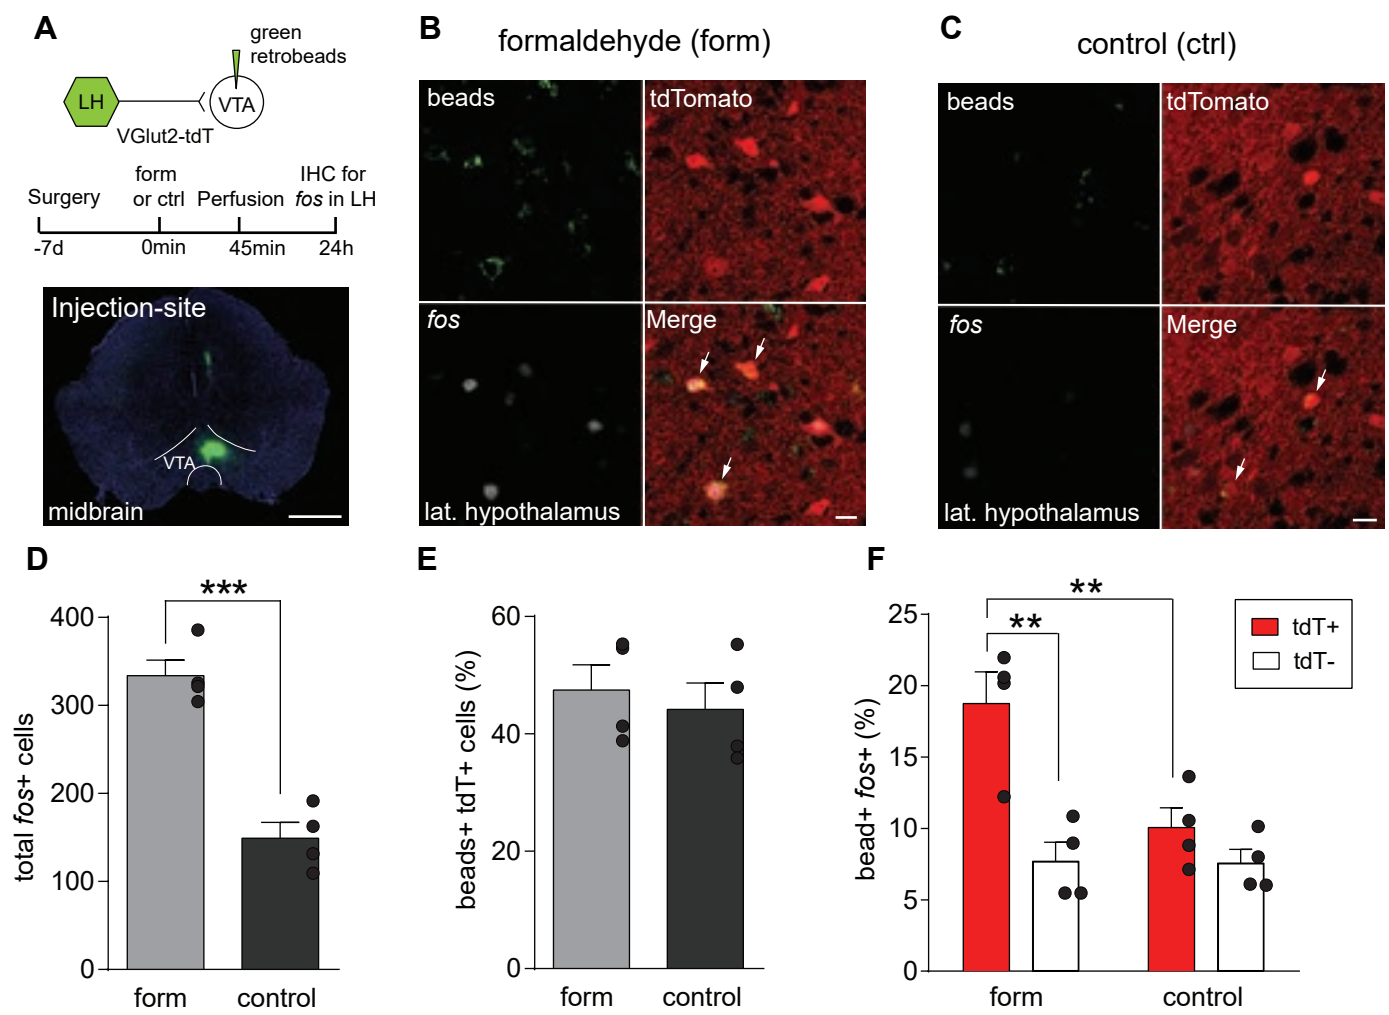 A
green
retrobeads
LH
VTA
VGlut2-tdT
form
or ctrl
IHC for
fos in LH
Surgery
Perfusion
-7d
0min
45min
24h
Injection-site
VTA
midbrain
B
formaldehyde (form)
beads
tdTomato
fos
Merge
lat. hypothalamus
C
control (ctrl)
beads
tdTomato
fos
Merge
lat. hypothalamus
D
***
total fos+ cells
400
300
200
100
0
form
control
E
beads+ tdT+ cells (%)
60
40
20
0
form
control
F
**
**
bead+ fos+ (%)
25
20
15
10
5
0
form
control
tdT+
tdT-